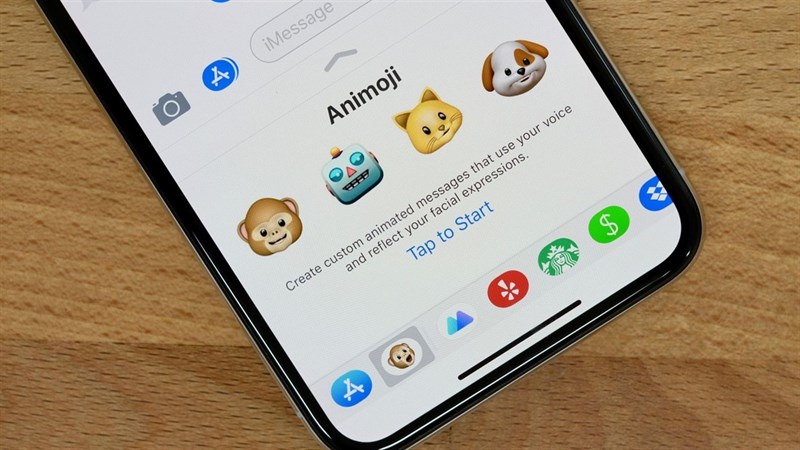 iMessage
Animoji
Create custom animated messages that use your voice
and reflect your facial expressions.
Tap to Start
$